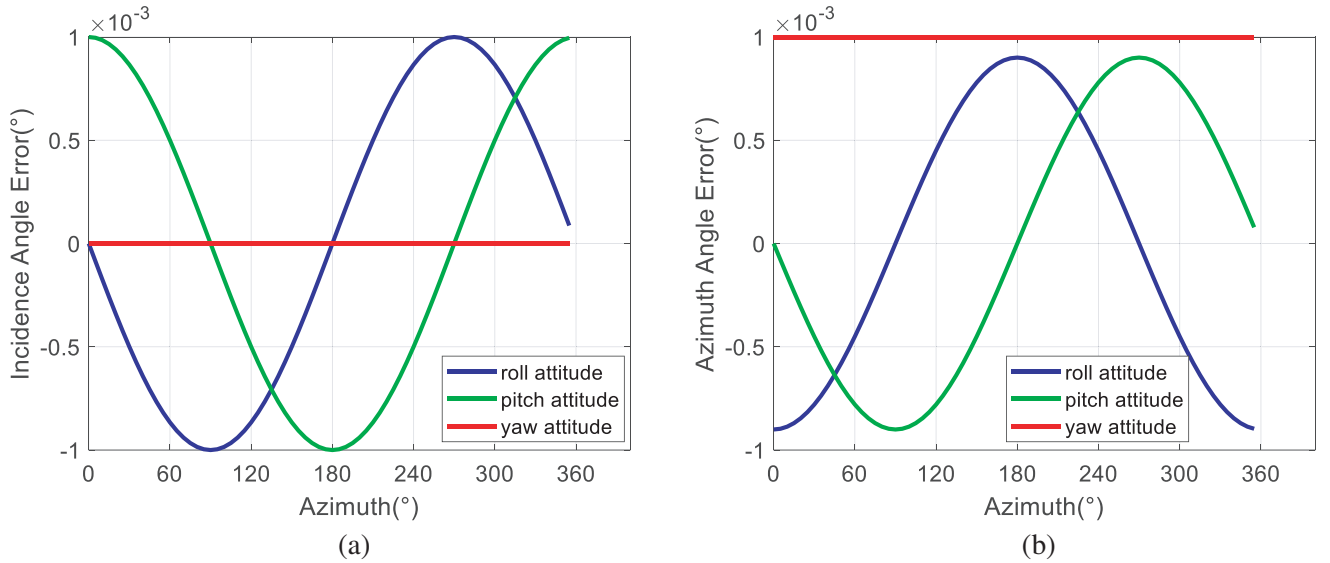 ×10-3
1
0.5
0
-0.5
-1
Incidence Angle Error(°)
0 60 120 180 240 300 360
Azimuth(°)
roll attitude
pitch attitude
yaw attitude
(a)
×10-3
1
0.5
0
-0.5
-1
Azimuth Angle Error(°)
0 60 120 180 240 300 360
Azimuth(°)
roll attitude
pitch attitude
yaw attitude
(b)